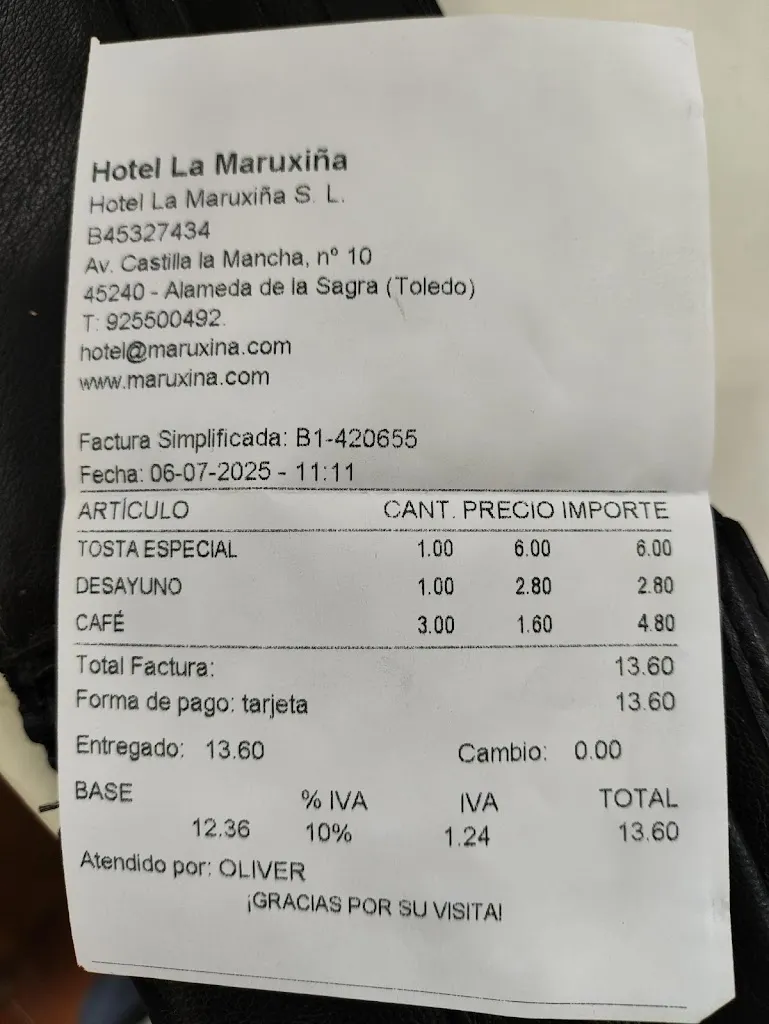 Hotel La Maruxiña
Hotel La Maruxiña S. L.
B45327434
Av. Castilla la Mancha, nº 10
45240 - Alameda de la Sagra (Toledo)
T: 925500492.
hotel@maruxina.com
www.maruxina.com
Factura Simplificada: B1-420655
Fecha: 06-07-2025 - 11:11
ARTÍCULO CANT. PRECIO IMPORTE
TOSTA ESPECIAL 1.00 6.00 6.00
DESAYUNO 1.00 2.80 2.80
CAFÉ 3.00 1.60 4.80
Total Factura: 13.60
Forma de pago: tarjeta 13.60
Entregado: 13.60 Cambio: 0.00
BASE % IVA IVA TOTAL
12.36 10% 1.24 13.60
Atendido por: OLIVER
¡GRACIAS POR SU VISITA!